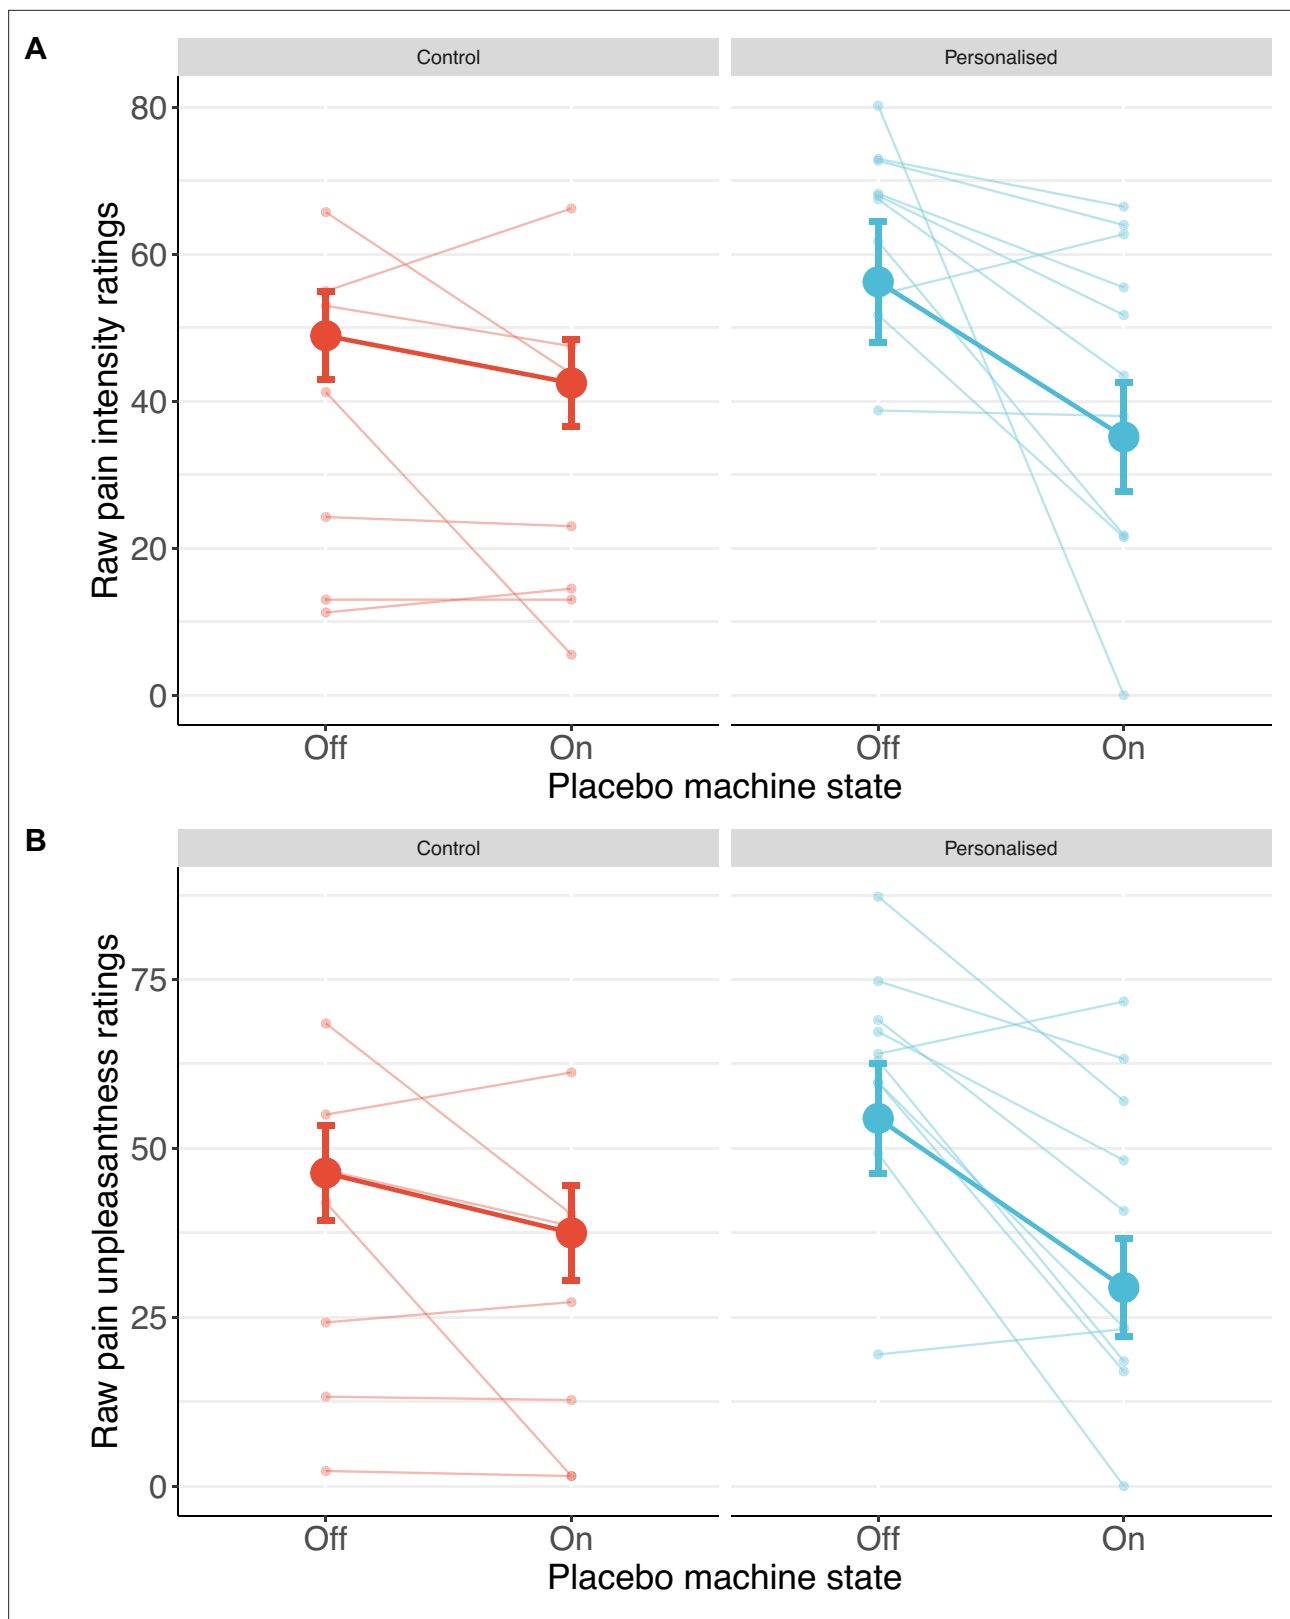 A
Control
Personalised
Raw pain intensity ratings
80
60
40
20
0
Off
On
Off
On
Placebo machine state
B
Control
Personalised
Raw pain unpleasantness ratings
75
50
25
0
Off
On
Off
On
Placebo machine state